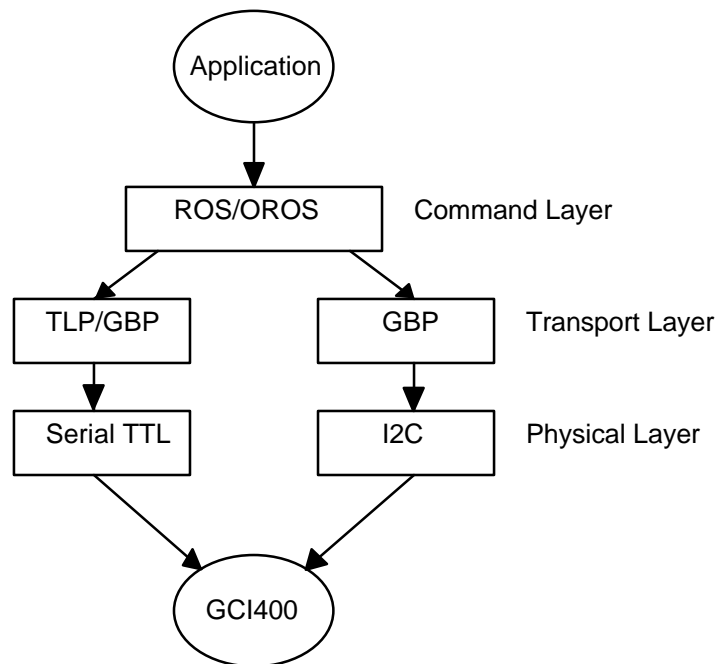 Application
ROS/OROS
Command Layer
TLP/GBP
GBP
Transport Layer
Serial TTL
I2C
Physical Layer
GCI400